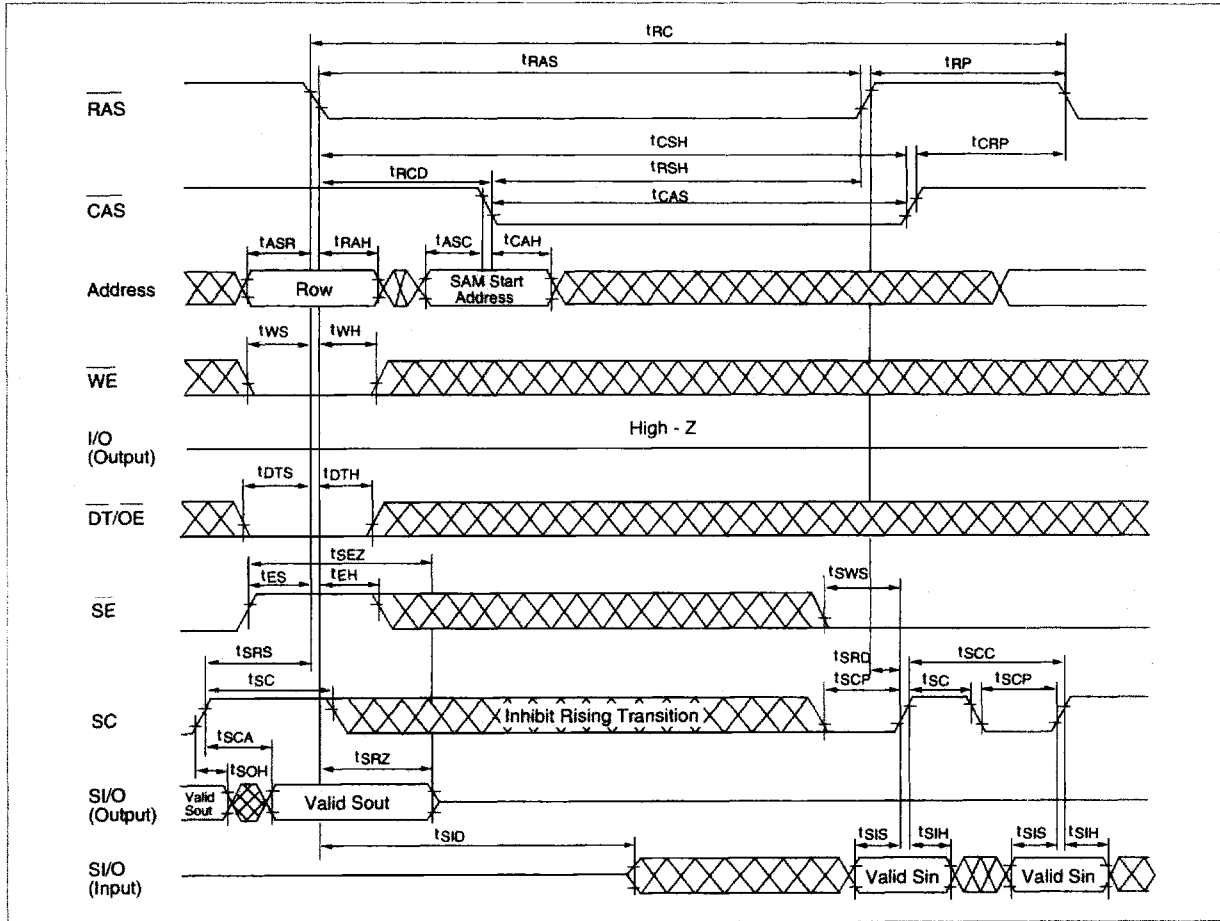 tRC
tRAS
tRP
RAS
tCSH
tCRP
tRCD
tRSH
tCAS
CAS
tASR
tRAH
tASC
tCAH
Address
Row
SAM Start
Address
tWS
tWH
WE
High - Z
I/O
(Output)
tDTS
tDTH
DT/OE
tSEZ
tES
tEH
tSWS
SE
tSRS
tSRD
tSCC
tSC
tSCP
tSC
tSCP
SC
Inhibit Rising Transition
tSCA
tSOH
tSRZ
SI/O
(Output)
Valid
Sout
Valid Sout
tSID
tSIS
tSIH
tSIS
tSIH
SI/O
(Input)
Valid Sin
Valid Sin